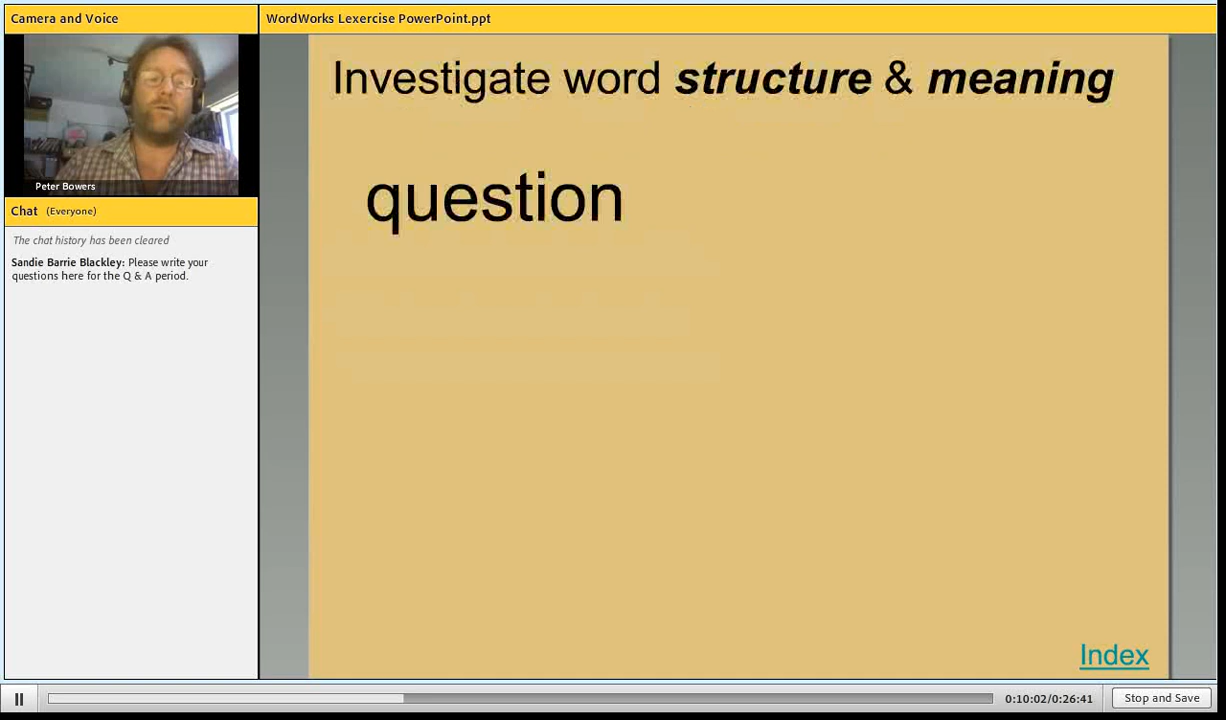 Camera and Voice
WordWorks Lexercise PowerPoint.ppt
Peter Bowers
Chat (Everyone)
The chat history has been cleared
Sandie Barrie Blackley: Please write your
questions here for the Q & A period.
Investigate word structure & meaning
question
Index
0:10:02/0:26:41
Stop and Save